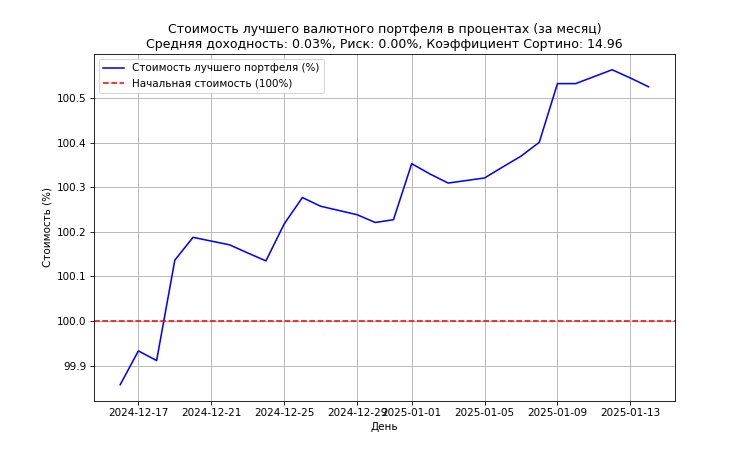 Стоимость лучшего валютного портфеля в процентах (за месяц)
Средняя доходность: 0.03%, Риск: 0.00%, Коэффициент Сортино: 14.96
Стоимость лучшего портфеля (%)
Начальная стоимость (100%)
Стоимость (%)
100.5
100.4
100.3
100.2
100.1
100.0
99.9
2024-12-17 2024-12-21 2024-12-25 2024-12-29 2025-01-01 2025-01-05 2025-01-09 2025-01-13
День